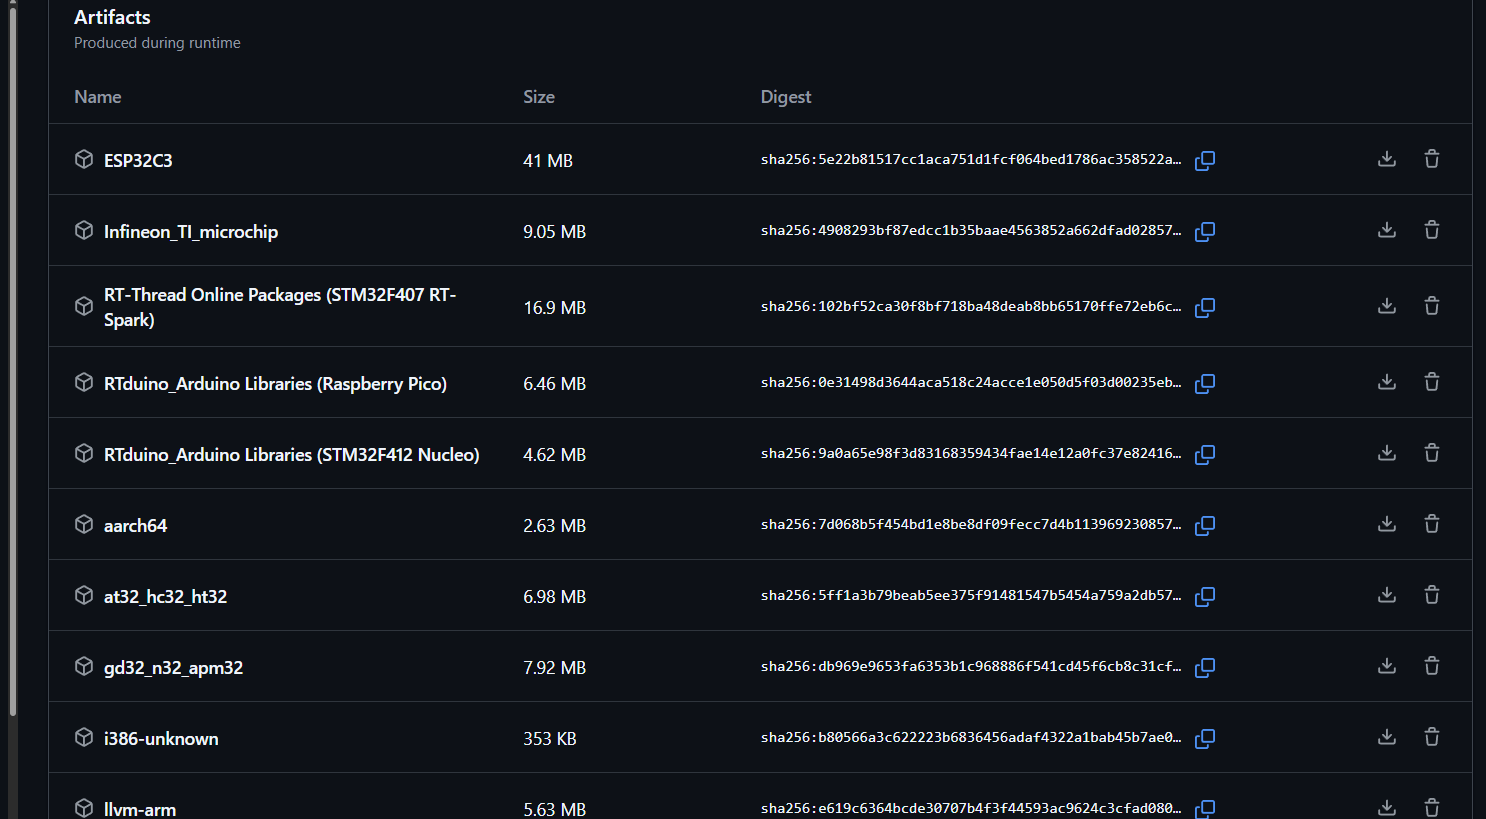 Artifacts
Produced during runtime
Name Size Digest
ESP32C3 41 MB sha256:5e22b81517cc1aca751d1fcf064bed1786ac358522a…
Infineon_TI_microchip 9.05 MB sha256:4908293bf87edcc1b35baae4563852a662dfad02857…
RT-Thread Online Packages (STM32F407 RT-
Spark) 16.9 MB sha256:102bf52ca30f8bf718ba48deab8bb65170ffe72eb6c…
RTduino_Arduino Libraries (Raspberry Pico) 6.46 MB sha256:0e31498d3644aca518c24acce1e050d5f03d00235eb…
RTduino_Arduino Libraries (STM32F412 Nucleo) 4.62 MB sha256:9a0a65e98f3d83168359434fae14e12a0fc37e82416…
aarch64 2.63 MB sha256:7d068b5f454bd1e8be8df09fecc7d4b113969230857…
at32_hc32_ht32 6.98 MB sha256:5ff1a3b79beab5ee375f91481547b5454a759a2db57…
gd32_n32_apm32 7.92 MB sha256:db969e9653fa6353b1c968886f541cd45f6cb8c31cf…
i386-unknown 353 KB sha256:b80566a3c622223b6836456adaf4322a1bab45b7ae0…
llvm-arm 5.63 MB sha256:e619c6364bcde30707b4f3f44593ac9624c3cfad080…